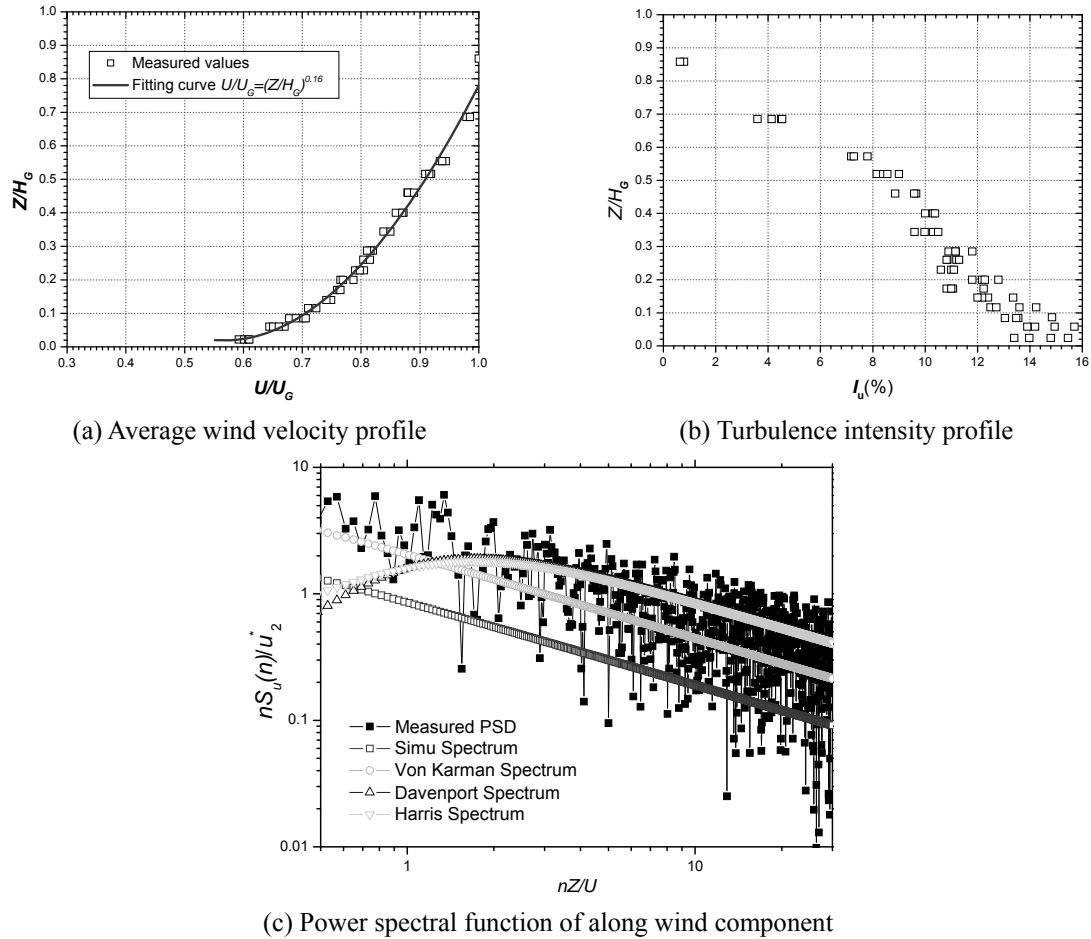 1.0
0.9
0.8
0.7
0.6
0.5
0.4
0.3
0.2
0.1
0.0
Z/H_G
Measured values
Fitting curve U/U_G=(Z/H_G)^0.16
0.3 0.4 0.5 0.6 0.7 0.8 0.9 1.0
U/U_G
(a) Average wind velocity profile
1.0
0.9
0.8
0.7
0.6
0.5
0.4
0.3
0.2
0.1
0.0
Z/H_G
0 2 4 6 8 10 12 14 16
I_u(%)
(b) Turbulence intensity profile
10
1
0.1
0.01
nS_u(n)/u^*_2
Measured PSD
Simu Spectrum
Von Karman Spectrum
Davenport Spectrum
Harris Spectrum
1 10
nZ/U
(c) Power spectral function of along wind component